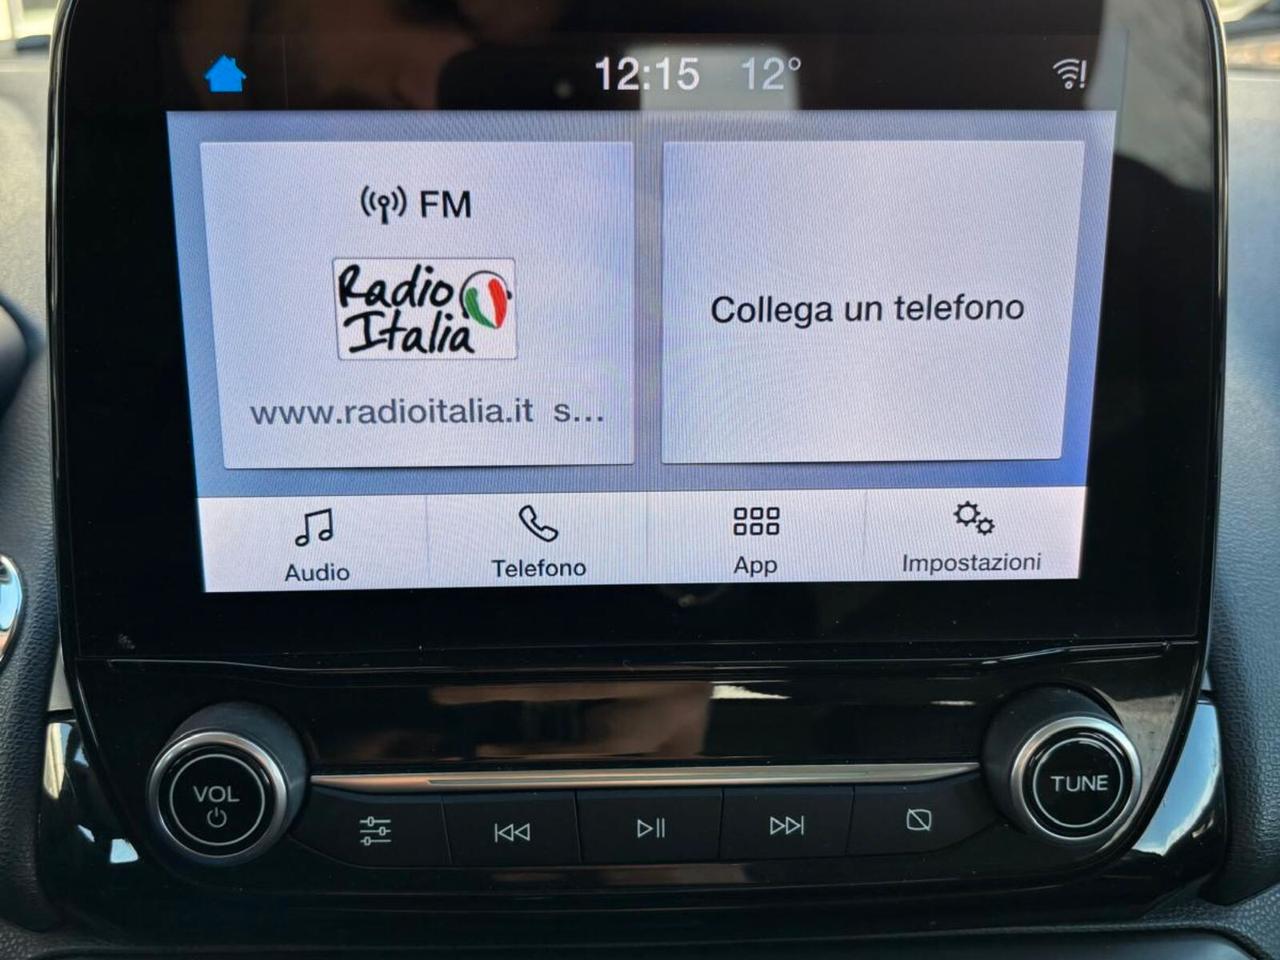 12:15 12°
FM
Radio
Italia
www.radioitalia.it s...
Collega un telefono
Audio
Telefono
App
Impostazioni
VOL
TUNE